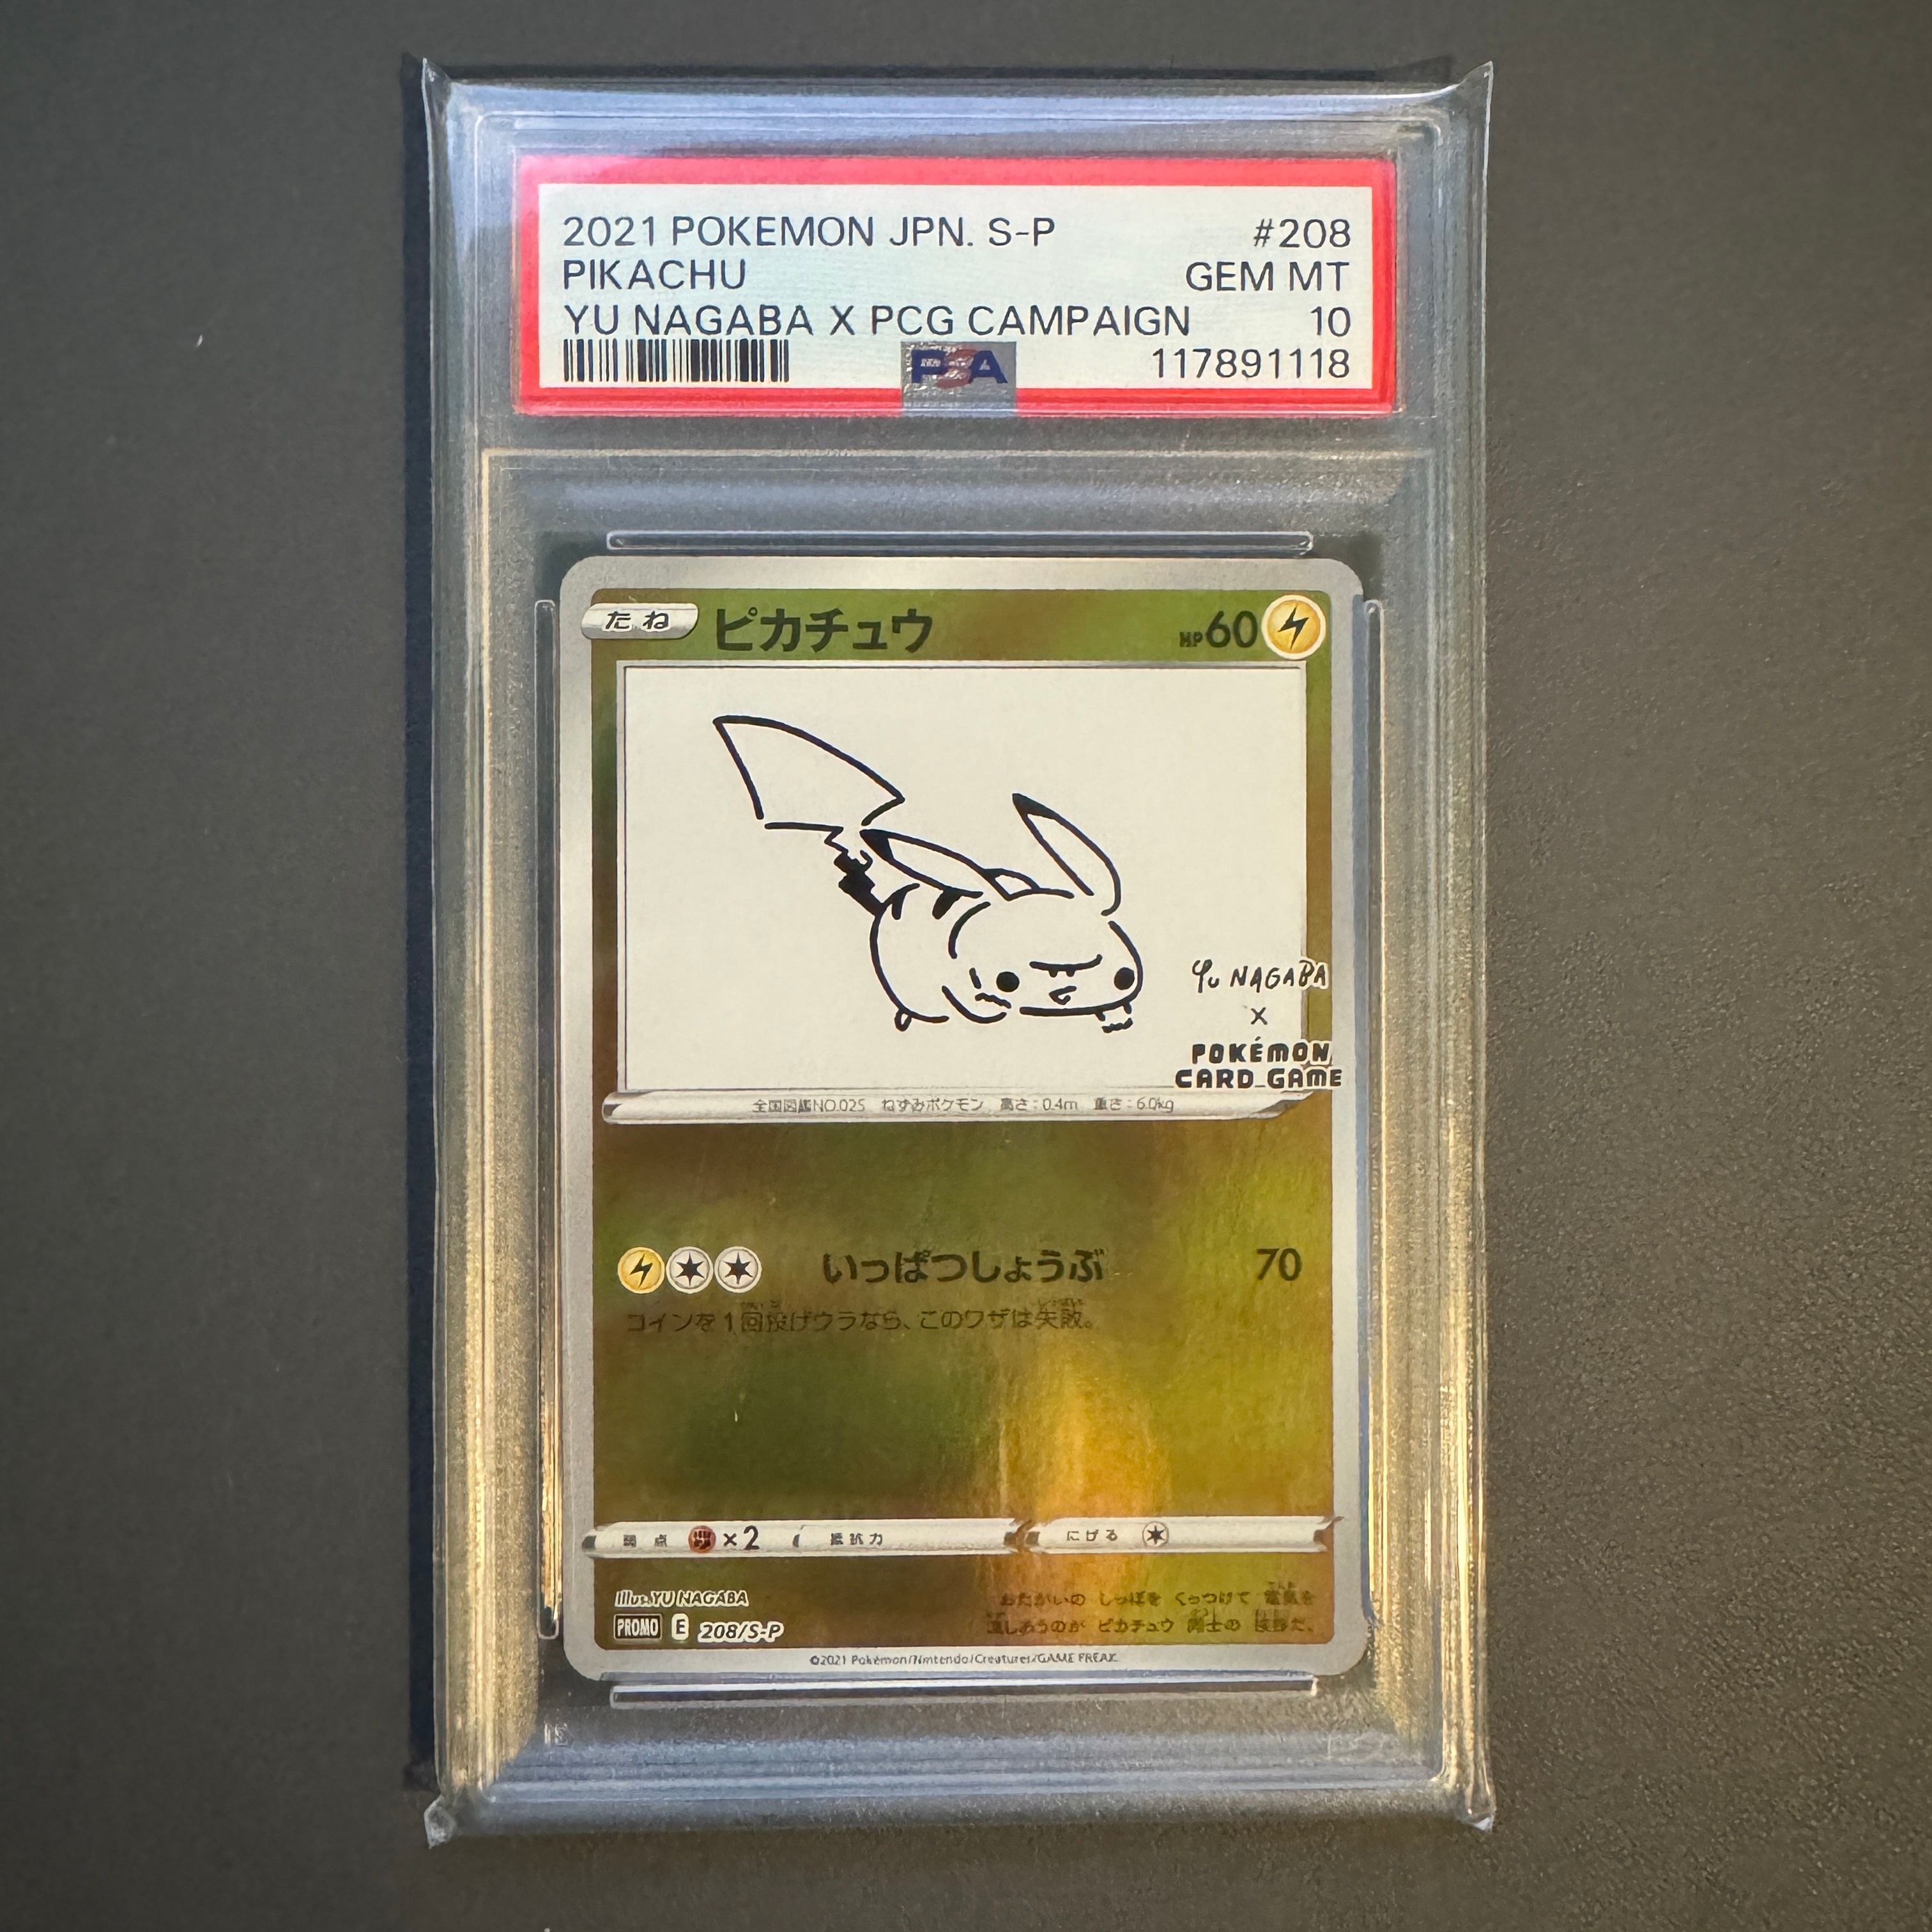 2021 POKEMON JPN. S-P #208
PIKACHU GEM MT
YU NAGABA X PCG CAMPAIGN 10
PSA 117891118
たね ピカチュウ HP60
YU NAGABA
X
POKÉMON
CARD GAME
全国図鑑NO.025 ねずみポケモン 高さ:0.4m 重さ:6.0kg
いっぱつしょうぶ 70
コインを1回投げウラなら、このワザは失敗。
弱点 ×2 抵抗力 にげる
Illus. YU NAGABA
おたがいの しっぽを くっつけて 電気を
流しあうのが ピカチュウ 同士の 挨拶だ。
PROMO E 208/S-P
©2021 Pokémon/Nintendo/Creatures/GAME FREAK.